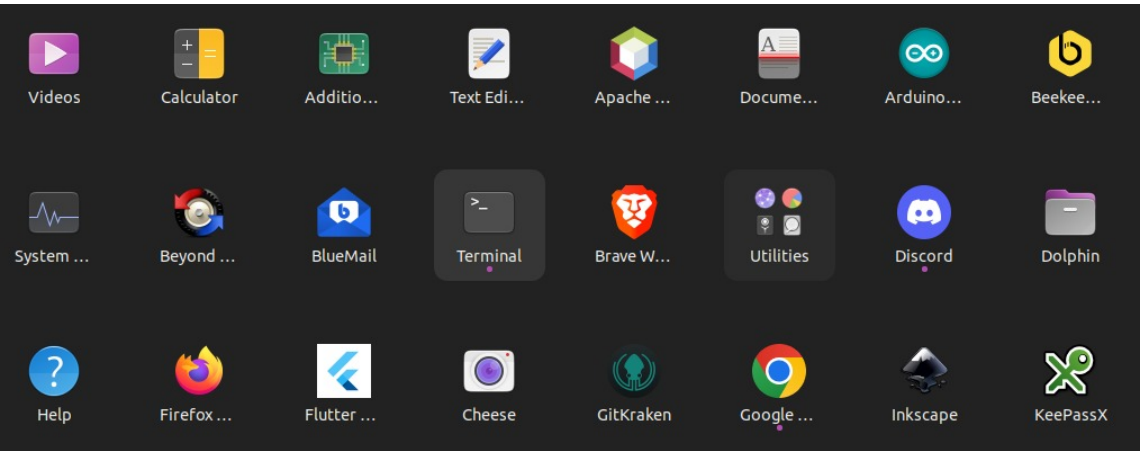 Videos
Calculator
Additio...
Text Edi...
Apache ...
Docume...
Arduino...
Beekee...
System ...
Beyond ...
BlueMail
Terminal
Brave W...
Utilities
Discord
Dolphin
Help
Firefox ...
Flutter ...
Cheese
GitKraken
Google ...
Inkscape
KeePassX